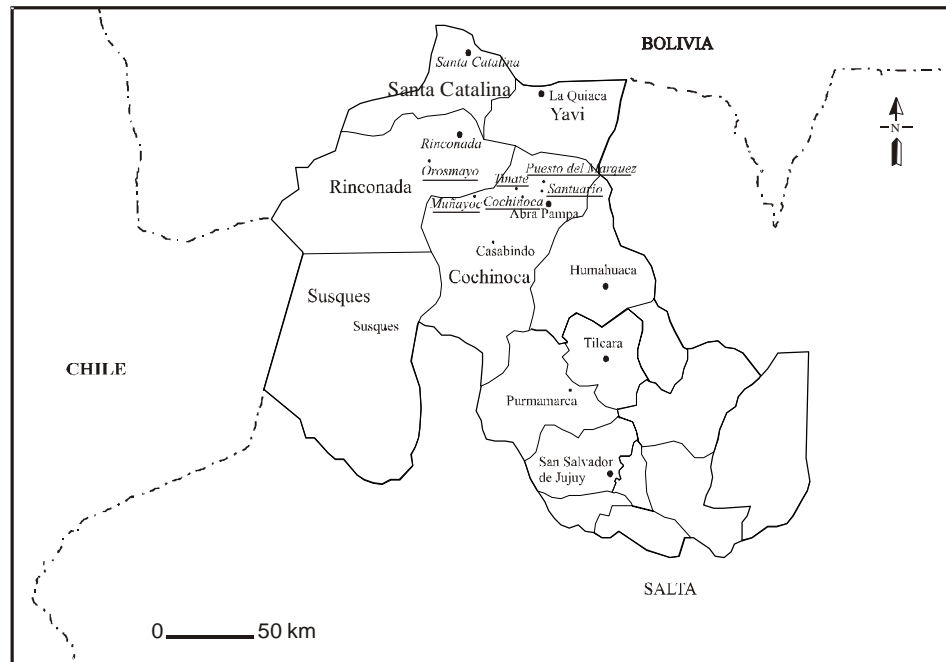 BOLIVIA
Santa Catalina
Santa Catalina
La Quiaca
Yavi
N
Rinconada
Orosmayo
Tinate
Puesto del Marquez
Rinconada
Santuario
Muñayoc
Cochinoca
Abra Pampa
Casabindo
Cochinoca
Humahuaca
Susques
Susques
Tilcara
CHILE
Purmamarca
San Salvador
de Jujuy
SALTA
0 50 km